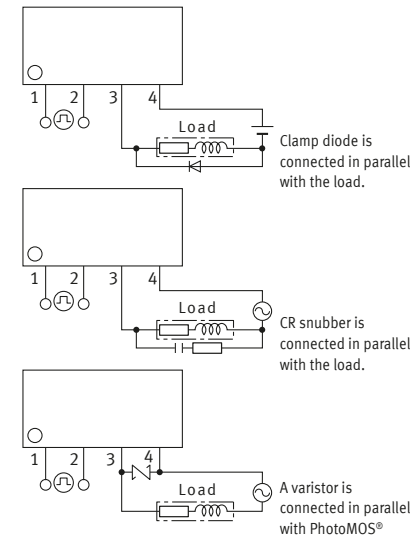 1 2 3 4
Load
Clamp diode is
connected in parallel
with the load.
1 2 3 4
Load
CR snubber is
connected in parallel
with the load.
1 2 3 4
Load
A varistor is
connected in parallel
with PhotoMOS®